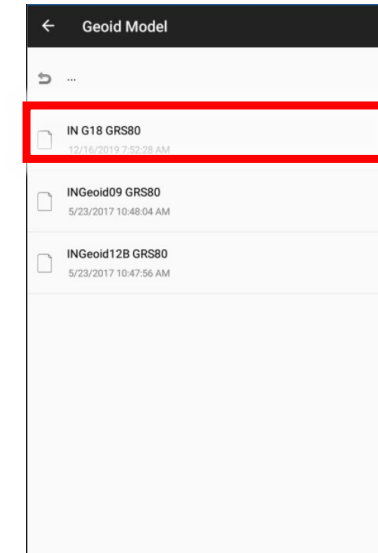 Geoid Model
...
IN G18 GRS80
12/16/2019 7:52:28 AM
INGeoid09 GRS80
5/23/2017 10:48:04 AM
INGeoid12B GRS80
5/23/2017 10:47:56 AM